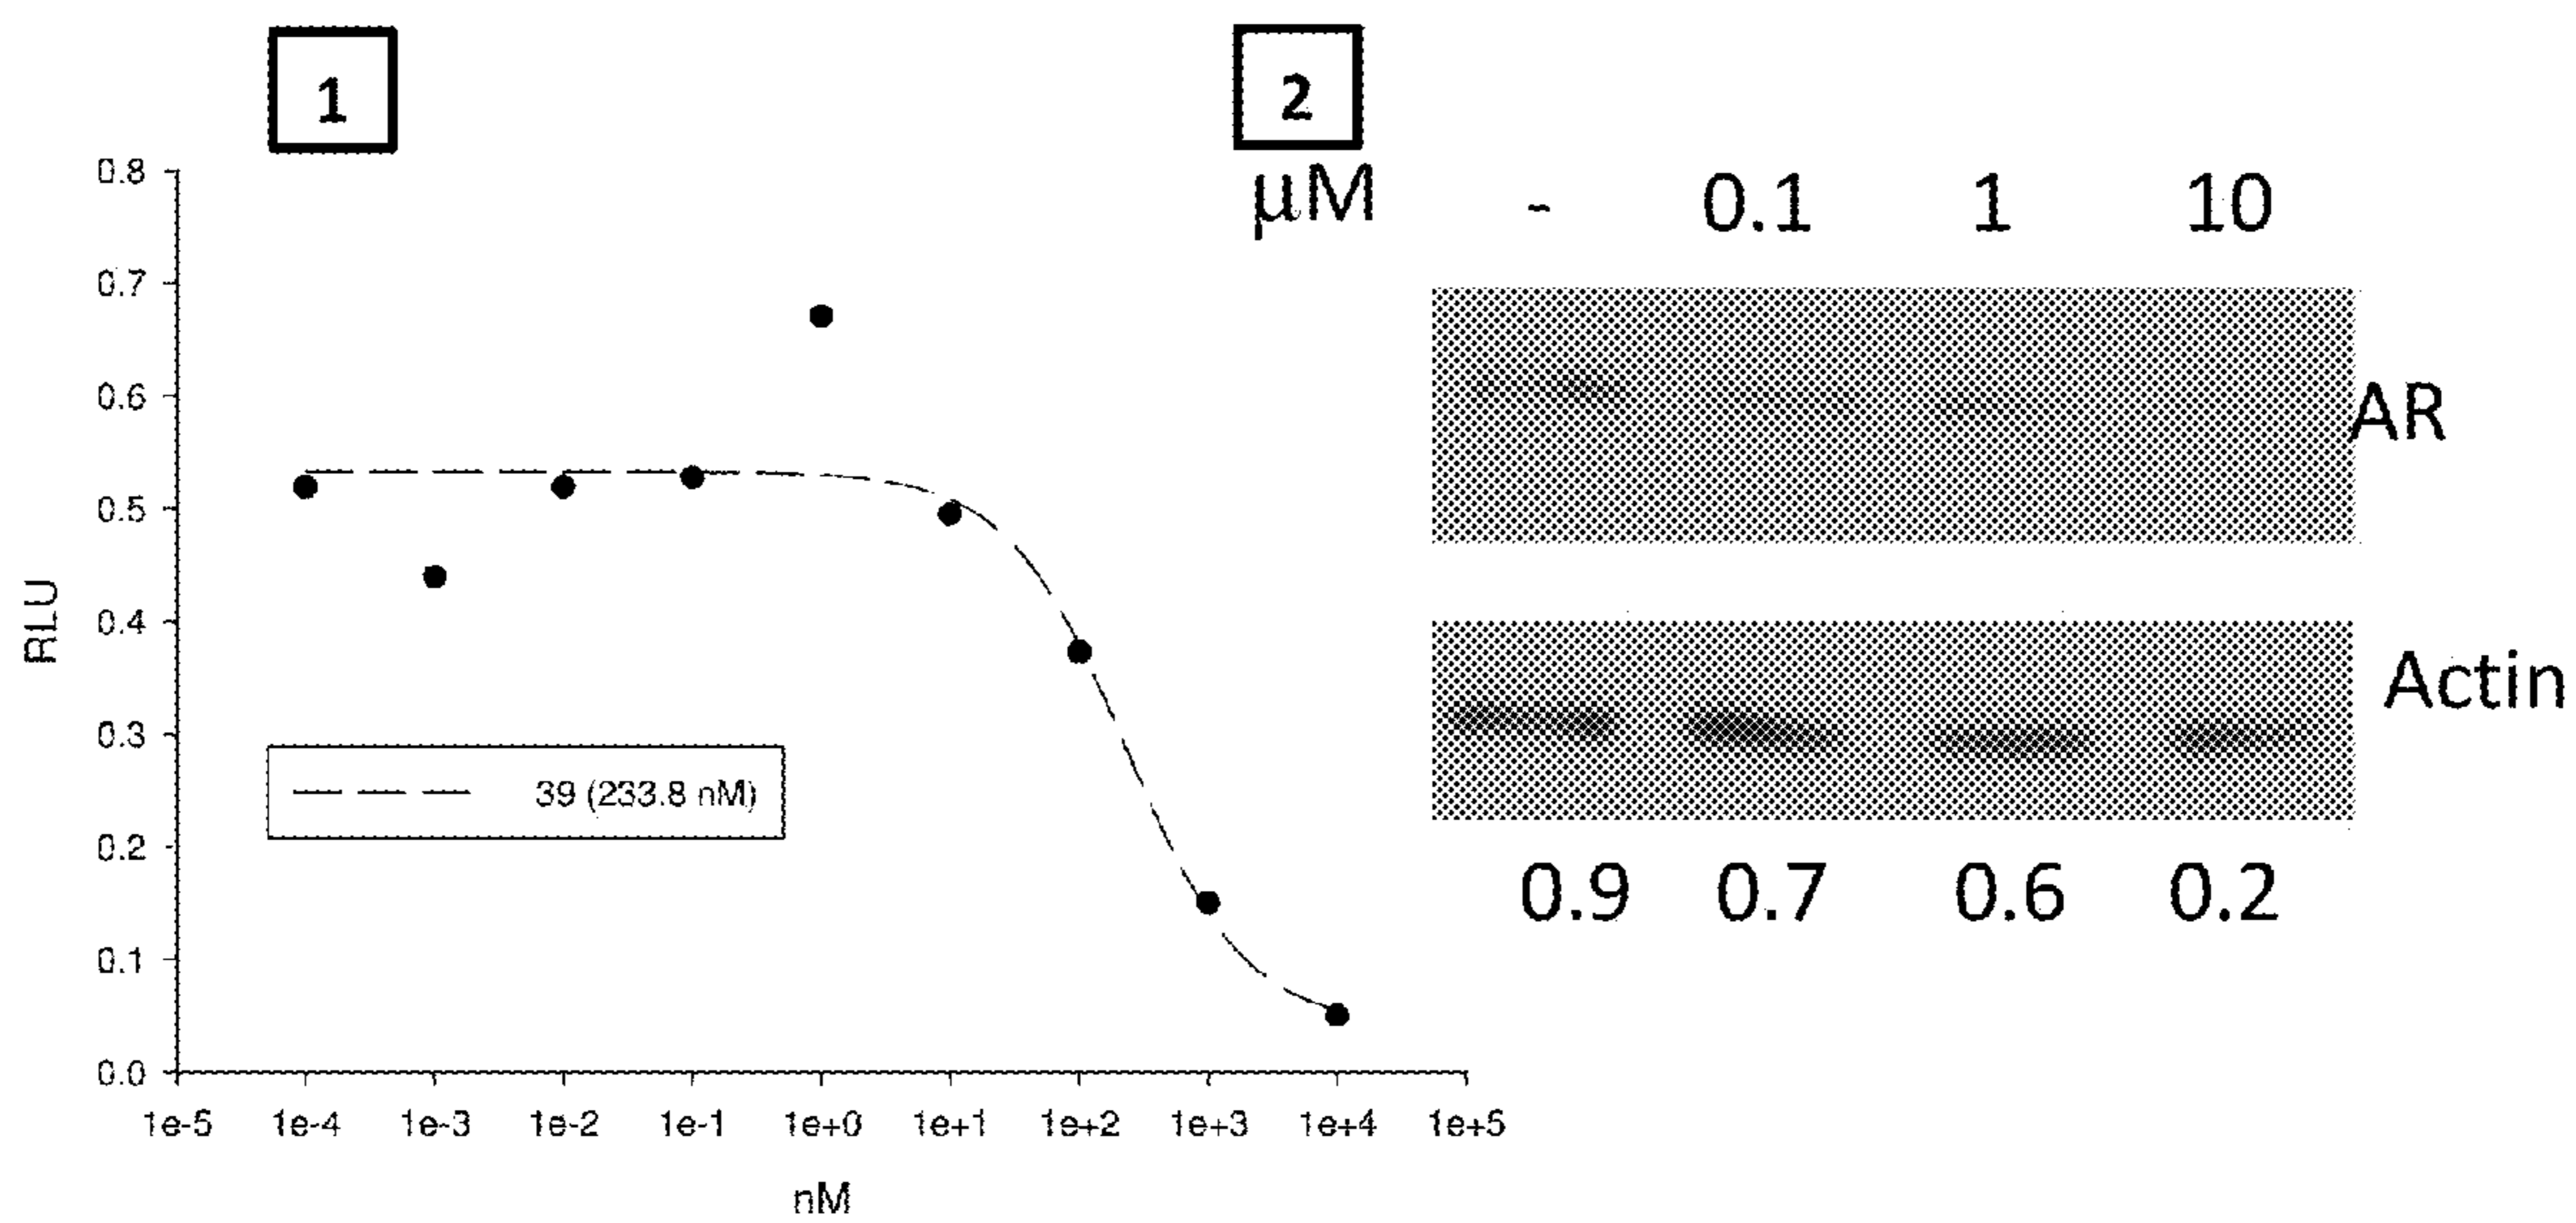 1
2
µM - 0.1 1 10
0.8
0.7
0.6
0.5
0.4
0.3
0.2
0.1
0.0
RLU
39 (233.8 nM)
1e-5 1e-4 1e-3 1e-2 1e-1 1e+0 1e+1 1e+2 1e+3 1e+4 1e+5
nM
AR
Actin
0.9 0.7 0.6 0.2